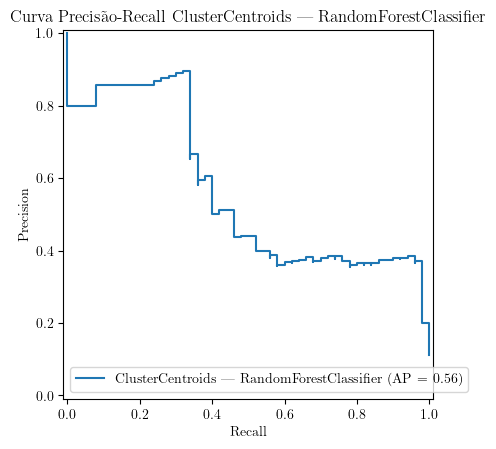 Curva Precisão-Recall ClusterCentroids — RandomForestClassifier
1.0
0.8
0.6
0.4
0.2
0.0
Precision
ClusterCentroids — RandomForestClassifier (AP = 0.56)
0.0 0.2 0.4 0.6 0.8 1.0
Recall